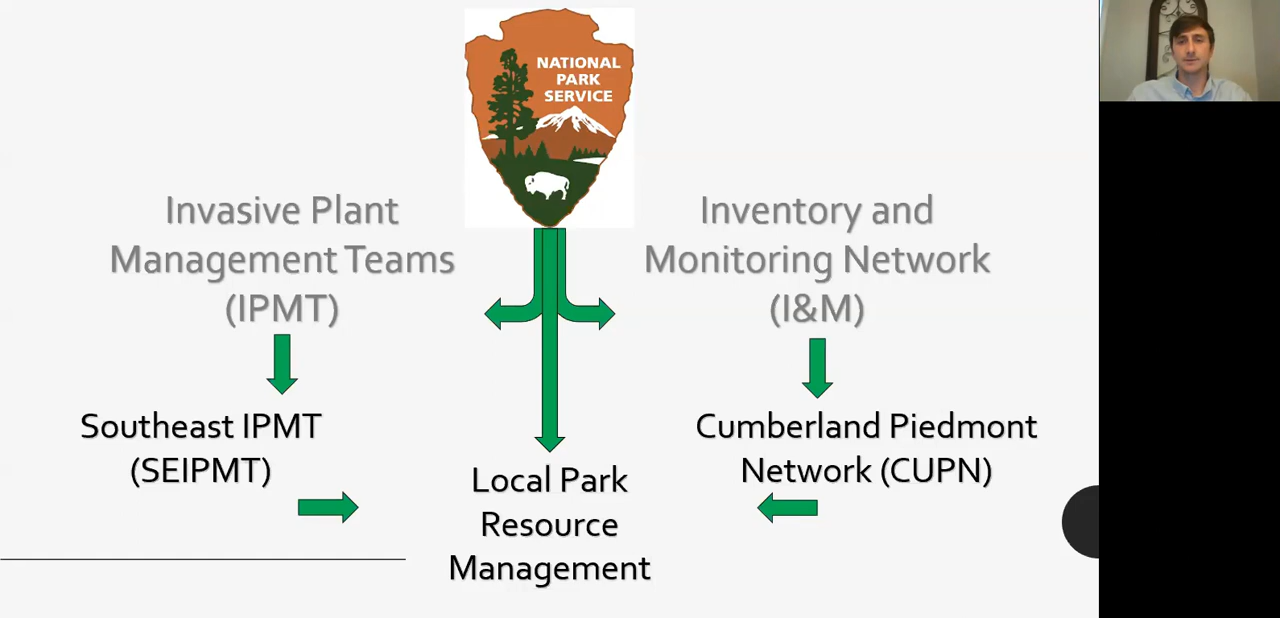 NATIONAL
PARK
SERVICE
Invasive Plant
Management Teams
(IPMT)
Inventory and
Monitoring Network
(I&M)
Southeast IPMT
(SEIPMT)
Cumberland Piedmont
Network (CUPN)
Local Park
Resource
Management